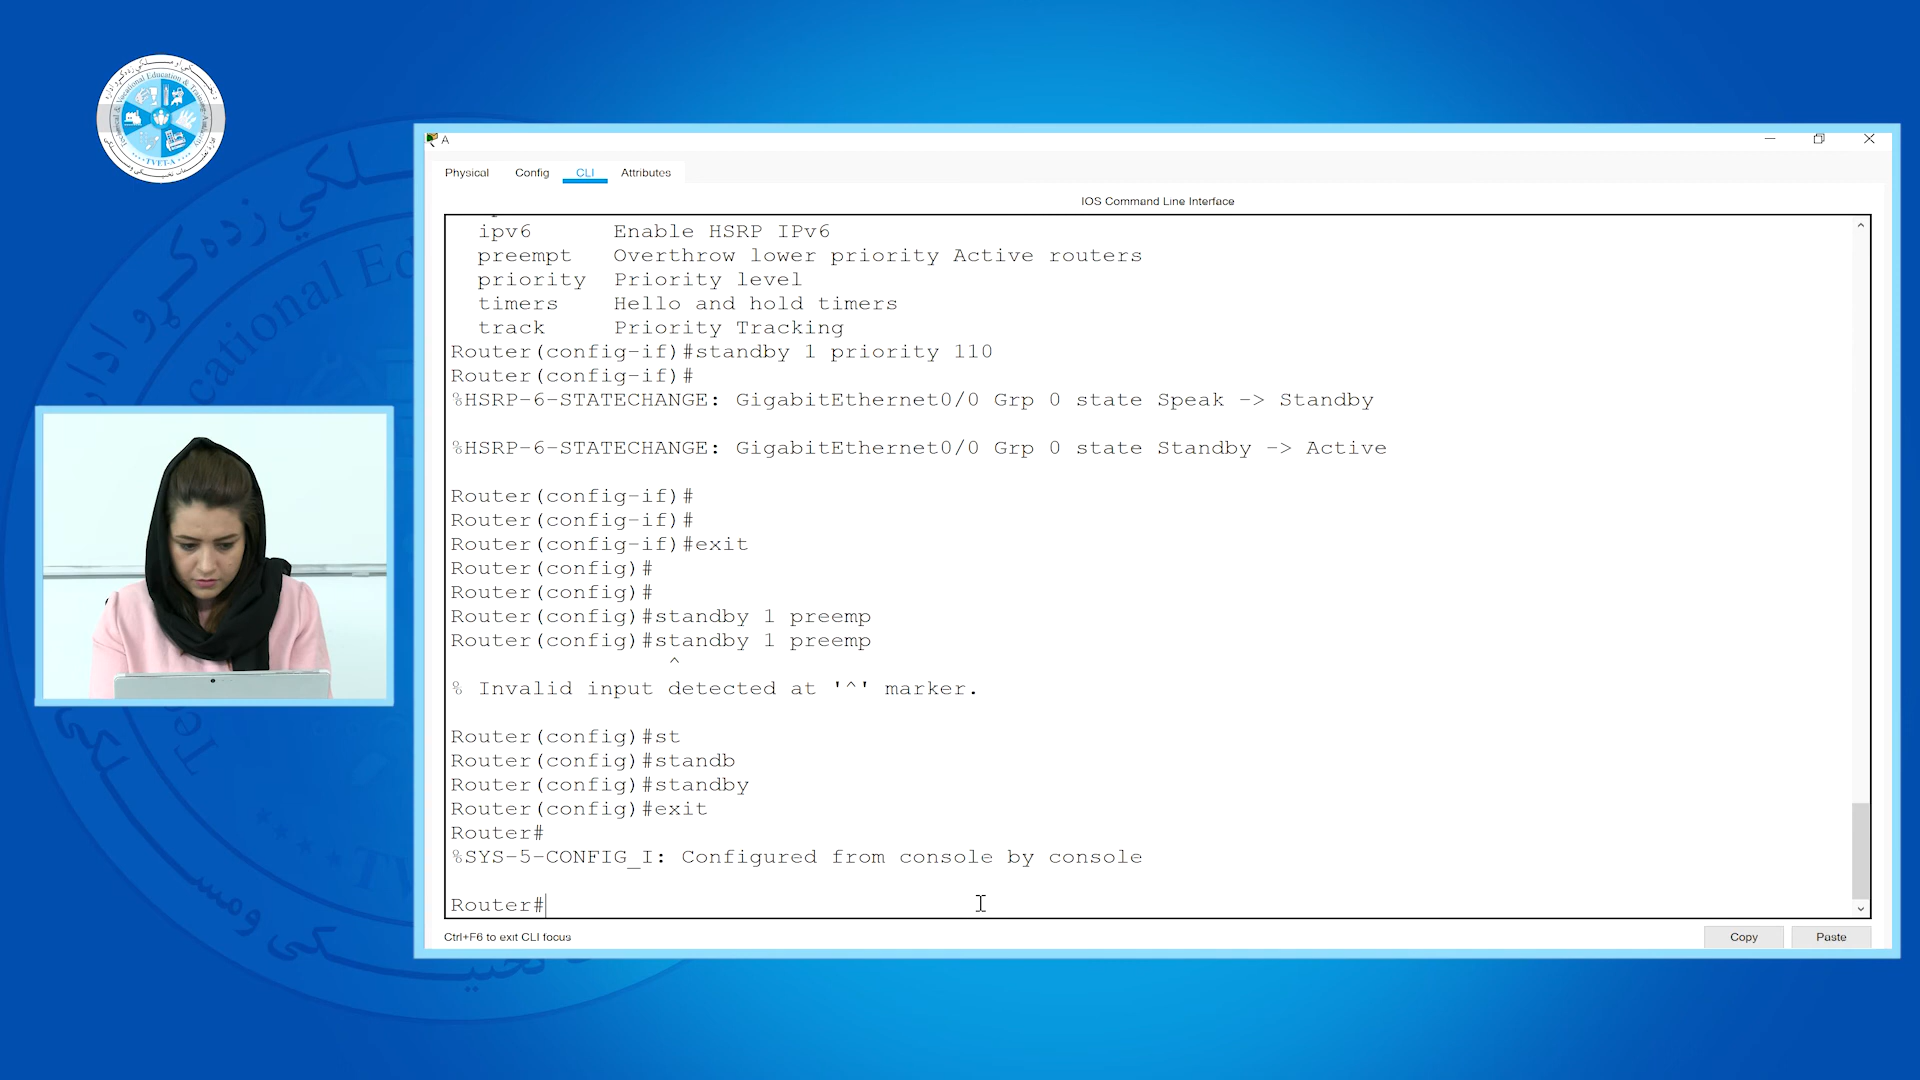 A
Physical Config CLI Attributes
IOS Command Line Interface
ipv6 Enable HSRP IPv6
preempt Overthrow lower priority Active routers
priority Priority level
timers Hello and hold timers
track Priority Tracking
Router(config-if)#standby 1 priority 110
Router(config-if)#
%HSRP-6-STATECHANGE: GigabitEthernet0/0 Grp 0 state Speak -> Standby
%HSRP-6-STATECHANGE: GigabitEthernet0/0 Grp 0 state Standby -> Active
Router(config-if)#
Router(config-if)#
Router(config-if)#exit
Router(config)#
Router(config)#
Router(config)#standby 1 preemp
Router(config)#standby 1 preemp
^
% Invalid input detected at '^' marker.
Router(config)#st
Router(config)#standb
Router(config)#standby
Router(config)#exit
Router#
%SYS-5-CONFIG_I: Configured from console by console
Router#
Ctrl+F6 to exit CLI focus
Copy Paste
Technical & Vocational Education & Training Authority
TVET-A